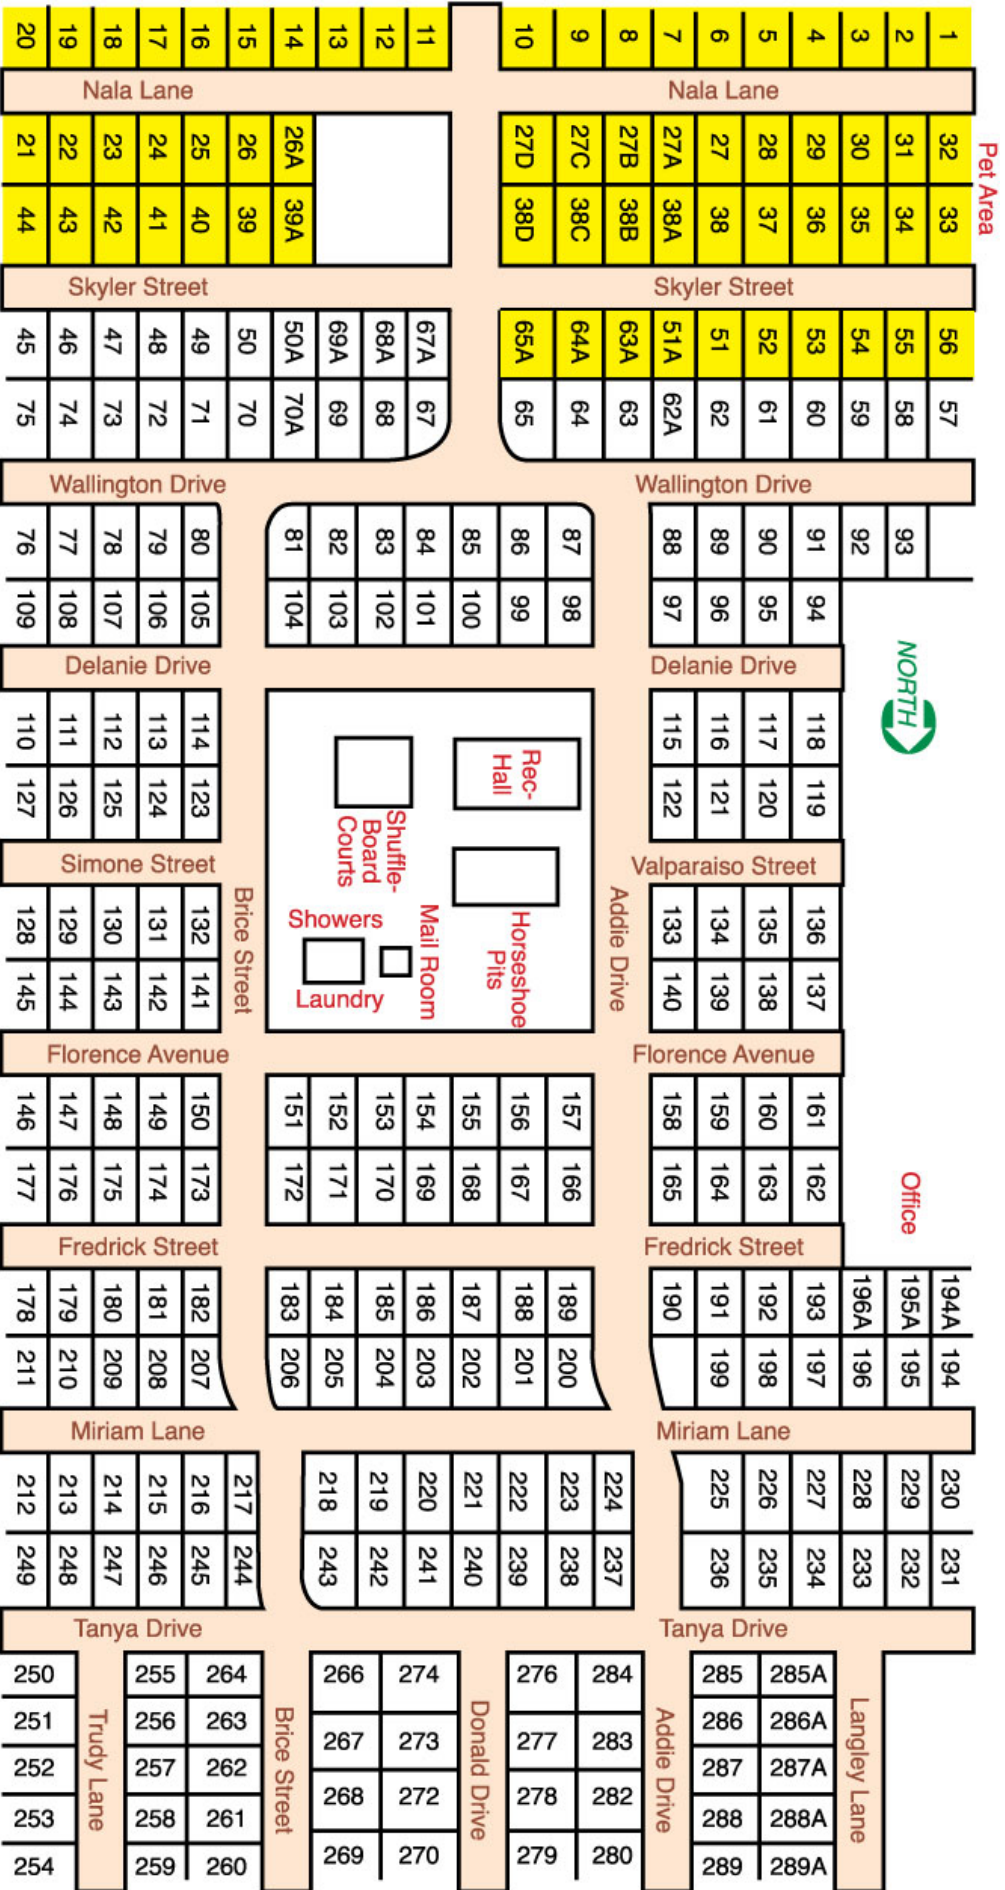 20 19 18 17 16 15 14 13 12 11 10 9 8 7 6 5 4 3 2 1
Nala Lane Nala Lane
21 22 23 24 25 26 26A 27D 27C 27B 27A 27 28 29 30 31 32
Pet Area
44 43 42 41 40 39 39A 38D 38C 38B 38A 38 37 36 35 34 33
Skyler Street Skyler Street
45 46 47 48 49 50 50A 69A 68A 67A 65A 64A 63A 51A 51 52 53 54 55 56
75 74 73 72 71 70 70A 69 68 67 65 64 63 62A 62 61 60 59 58 57
Wallington Drive Wallington Drive
76 77 78 79 80 81 82 83 84 85 86 87 88 89 90 91 92 93
109 108 107 106 105 104 103 102 101 100 99 98 97 96 95 94
NORTH
Delanie Drive Delanie Drive
110 111 112 113 114 115 116 117 118
127 126 125 124 123 122 121 120 119
Rec-
Hall
Shuffle-
Board
Courts
Simone Street Valparaiso Street
Horseshoe
Pits
Showers
Mail Room
Laundry
Brice Street
Addie Drive
128 129 130 131 132 133 134 135 136
145 144 143 142 141 140 139 138 137
Florence Avenue Florence Avenue
146 147 148 149 150 151 152 153 154 155 156 157 158 159 160 161
177 176 175 174 173 172 171 170 169 168 167 166 165 164 163 162
Office
Fredrick Street Fredrick Street
178 179 180 181 182 183 184 185 186 187 188 189 190 191 192 193 196A 195A 194A
211 210 209 208 207 206 205 204 203 202 201 200 199 198 197 196 195 194
Miriam Lane Miriam Lane
212 213 214 215 216 217 218 219 220 221 222 223 224 225 226 227 228 229 230
249 248 247 246 245 244 243 242 241 240 239 238 237 236 235 234 233 232 231
Tanya Drive Tanya Drive
250 255 264 266 274 276 284 285 285A
251 256 263 267 273 277 283 286 286A
252 257 262 268 272 278 282 287 287A
253 258 261 269 270 279 280 288 288A
254 259 260 289 289A
Trudy Lane
Brice Street
Donald Drive
Addie Drive
Langley Lane